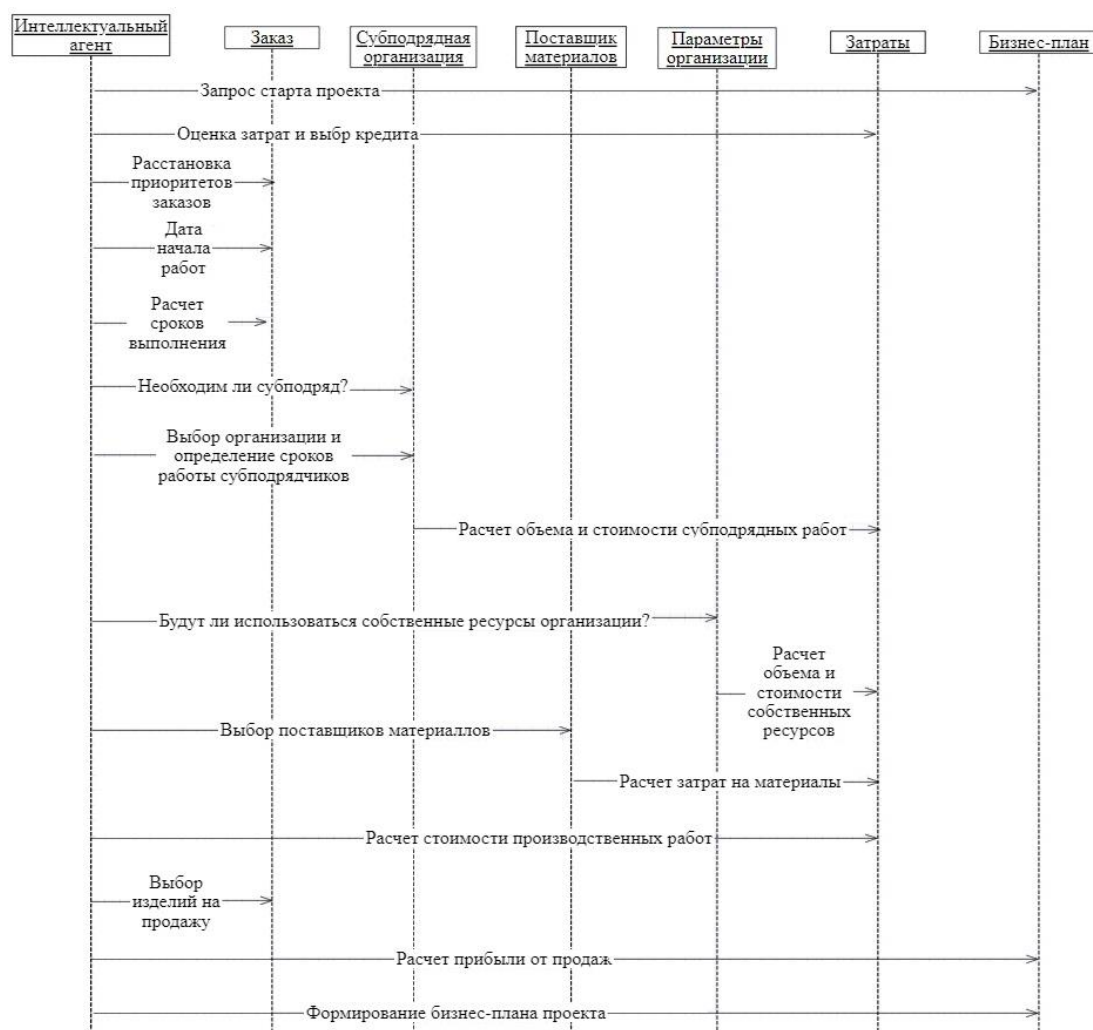 Интеллектуальный
агент
Заказ
Субподрядная
организация
Поставщик
материалов
Параметры
организации
Затраты
Бизнес-план
Запрос старта проекта
Оценка затрат и выбр кредита
Расстановка
приоритетов
заказов
Дата
начала
работ
Расчет
сроков
выполнения
Необходим ли субподряд?
Выбор организации и
определение сроков
работы субподрядчиков
Расчет объема и стоимости субподрядных работ
Будут ли использоваться собственные ресурсы организации?
Расчет
объема и
стоимости
собственных
ресурсов
Выбор поставщиков материаллов
Расчет затрат на материалы
Расчет стоимости производственных работ
Выбор
изделий на
продажу
Расчет прибыли от продаж
Формирование бизнес-плана проекта